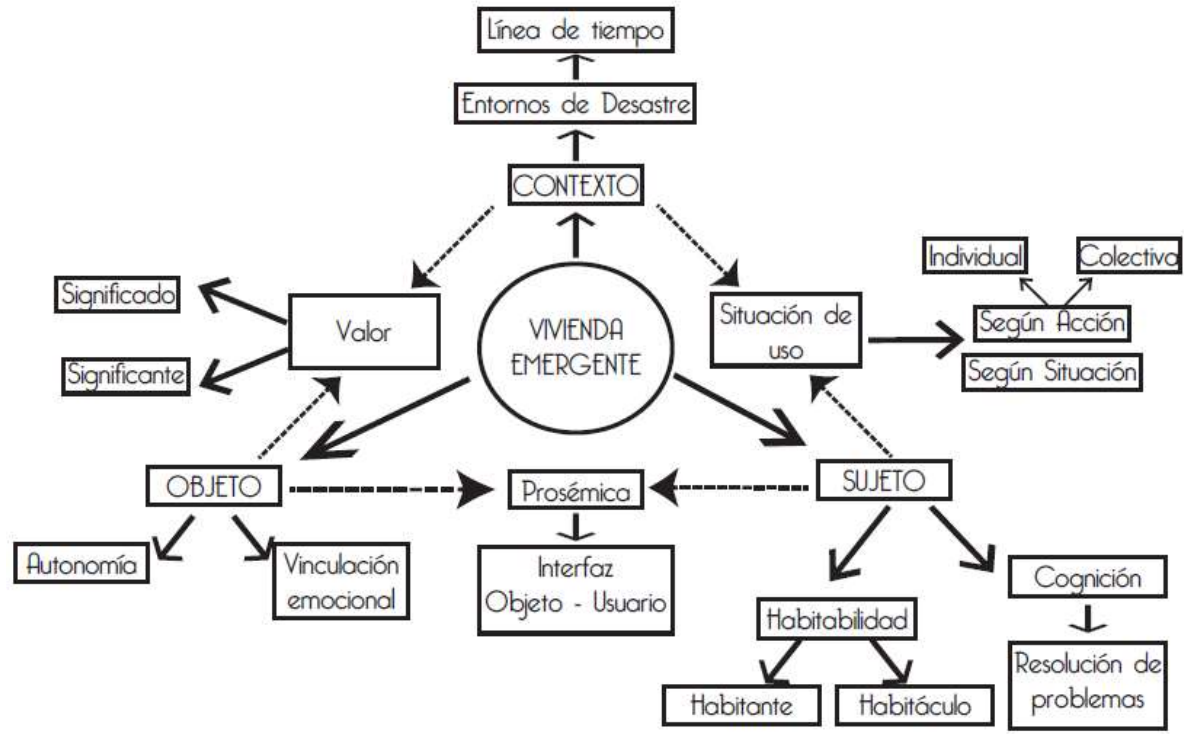 Línea de tiempo
Entornos de Desastre
CONTEXTO
Individual
Colectiva
Significado
Valor
VIVIENDA
EMERGENTE
Situación de
uso
Según Acción
Significante
Según Situación
OBJETO
Prosémica
SUJETO
Autonomía
Vinculación
emocional
Interfaz
Objeto - Usuario
Cognición
Habitabilidad
Resolución de
problemas
Habitante
Habitáculo